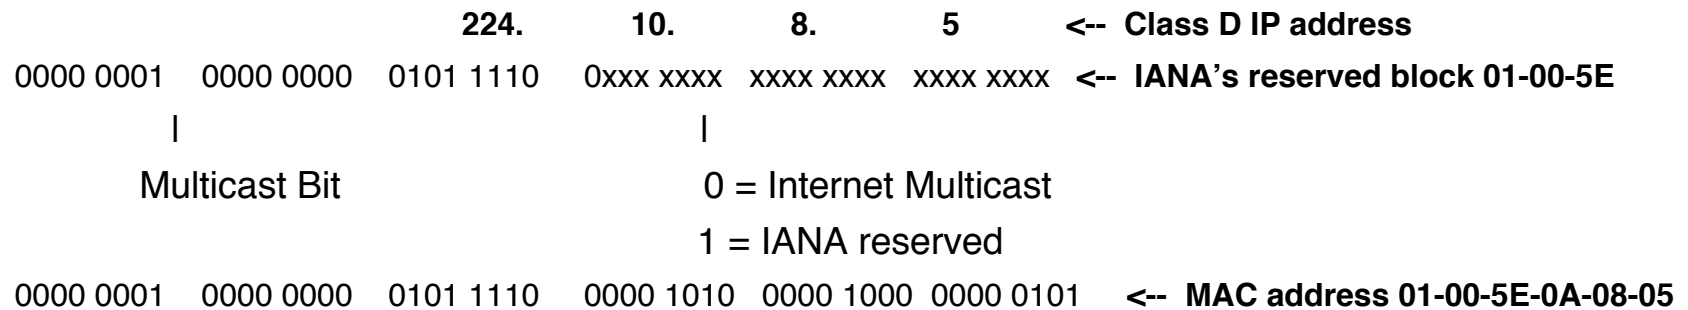 224. 10. 8. 5 <-- Class D IP address
0000 0001 0000 0000 0101 1110 0xxx xxxx xxxx xxxx xxxx xxxx <-- IANA's reserved block 01-00-5E
| |
Multicast Bit 0 = Internet Multicast
1 = IANA reserved
0000 0001 0000 0000 0101 1110 0000 1010 0000 1000 0000 0101 <-- MAC address 01-00-5E-0A-08-05